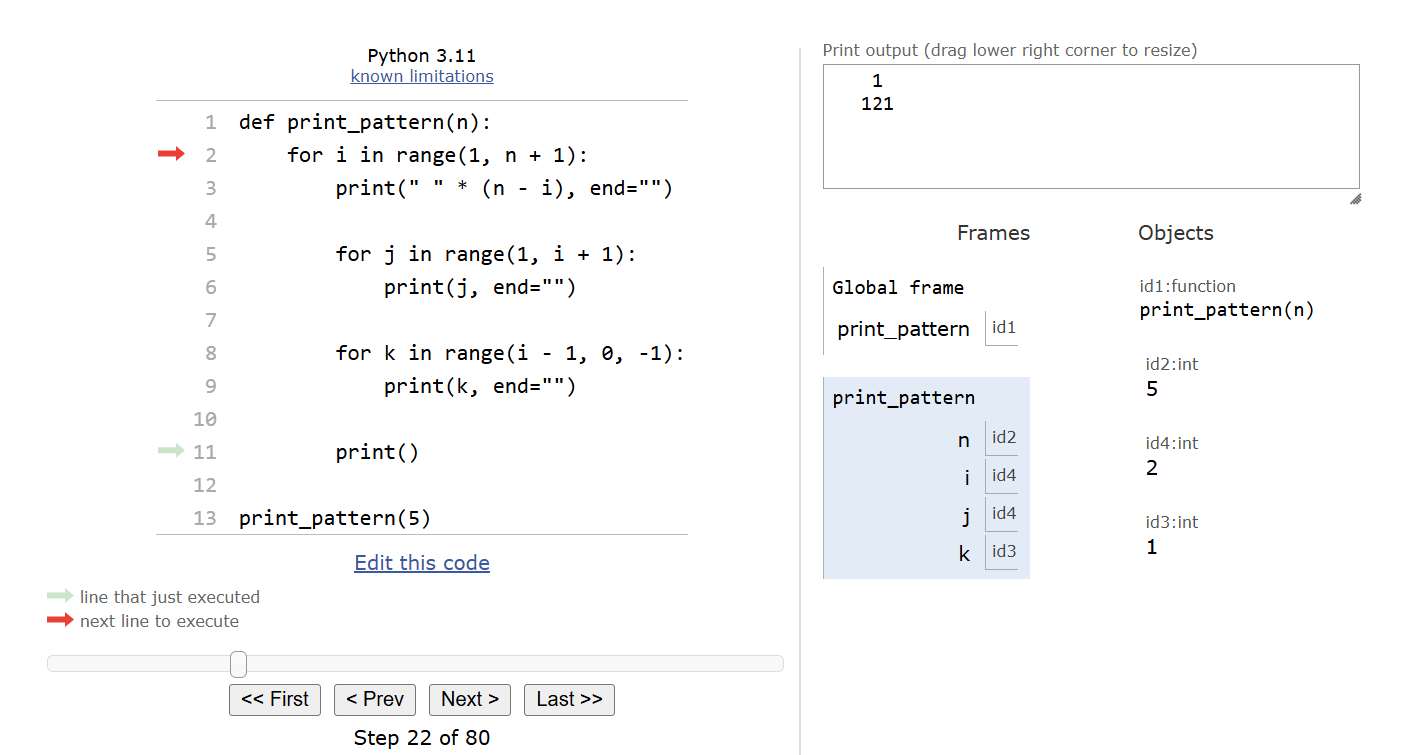 Python 3.11
known limitations
1 def print_pattern(n):
2     for i in range(1, n + 1):
3         print(" " * (n - i), end="")
4
5         for j in range(1, i + 1):
6             print(j, end="")
7
8         for k in range(i - 1, 0, -1):
9             print(k, end="")
10
11         print()
12
13 print_pattern(5)
Edit this code
line that just executed
next line to execute
<< First < Prev Next > Last >>
Step 22 of 80
Print output (drag lower right corner to resize)
    1
   121
Frames Objects
Global frame
print_pattern id1
print_pattern
n id2
i id4
j id4
k id3
id1:function
print_pattern(n)
id2:int
5
id4:int
2
id3:int
1